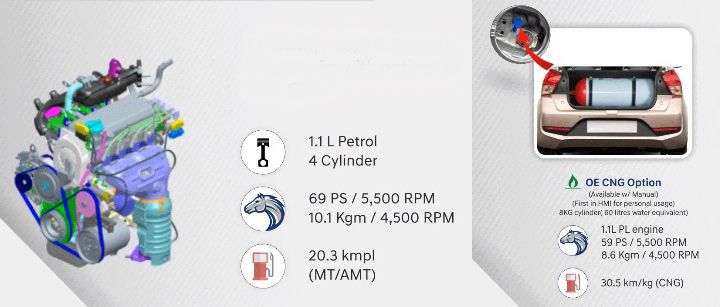 1.1 L Petrol
4 Cylinder
69 PS / 5,500 RPM
10.1 Kgm / 4,500 RPM
20.3 kmpl
(MT/AMT)
OE CNG Option
(Available w/ Manual)
(First in HMI for personal usage)
8KG cylinder( 60 litres water equivalent)
1.1L PL engine
59 PS / 5,500 RPM
8.6 Kgm / 4,500 RPM
30.5 km/kg (CNG)